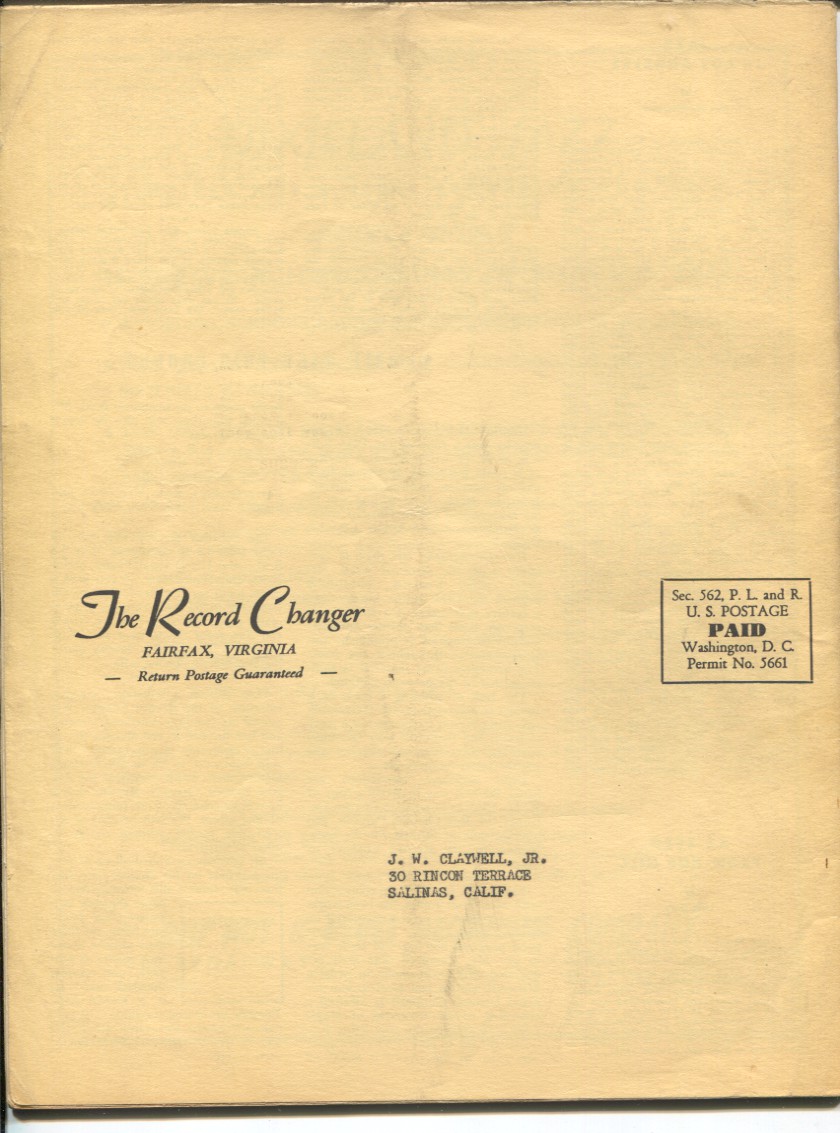 The Record Changer
FAIRFAX, VIRGINIA
— Return Postage Guaranteed —
Sec. 562, P. L. and R.
U. S. POSTAGE
PAID
Washington, D. C.
Permit No. 5661
J. W. CLAYWELL, JR.
30 RINCON TERRACE
SALINAS, CALIF.